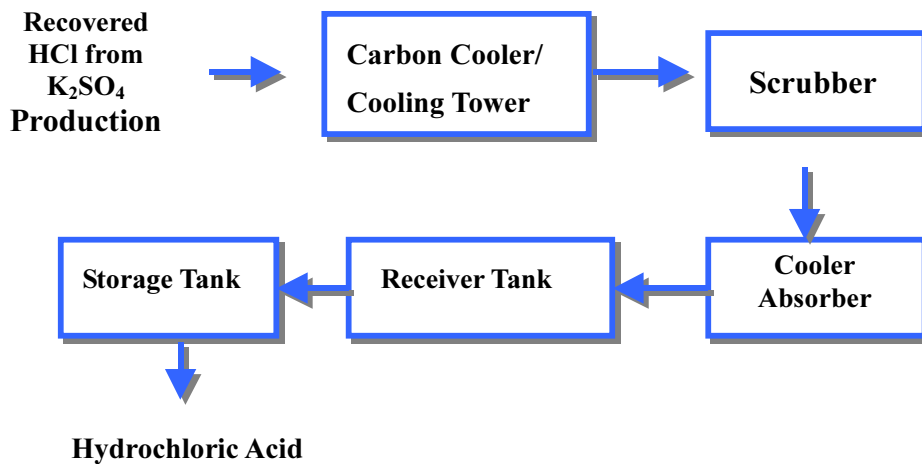 Recovered
HCl from
K₂SO₄
Production
Carbon Cooler/
Cooling Tower
Scrubber
Storage Tank
Receiver Tank
Cooler
Absorber
Hydrochloric Acid